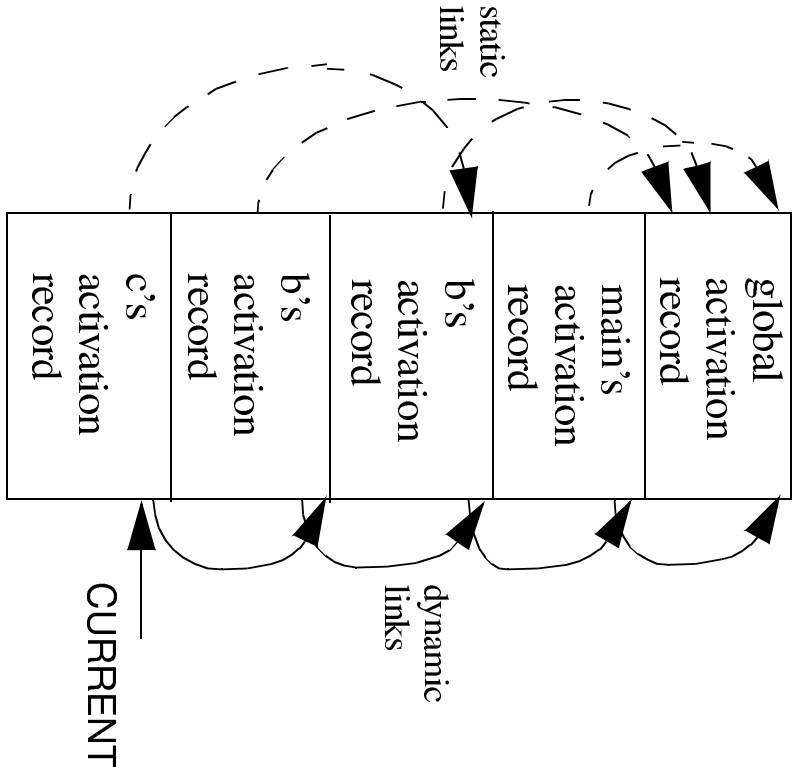 static
links
global
activation
record
main's
activation
record
b's
activation
record
b's
activation
record
c's
activation
record
dynamic
links
CURRENT